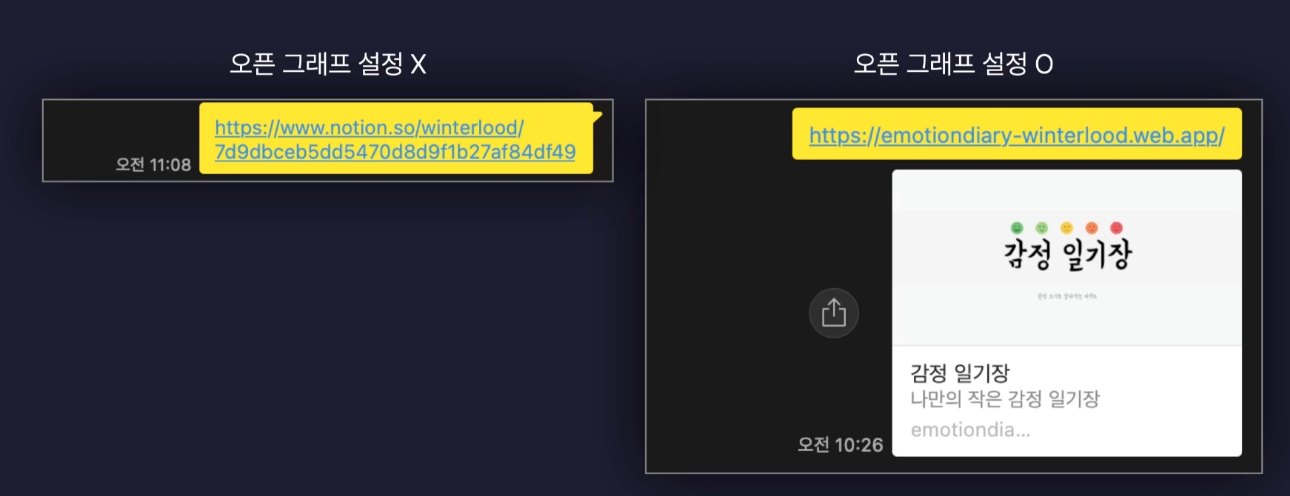 오픈 그래프 설정 X
https://www.notion.so/winterlood/
7d9dbceb5dd5470d8d9f1b27af84df49
오전 11:08
오픈 그래프 설정 O
https://emotiondiary-winterlood.web.app/
감정 일기장
감정 일기장
나만의 작은 감정 일기장
emotiondia...
오전 10:26